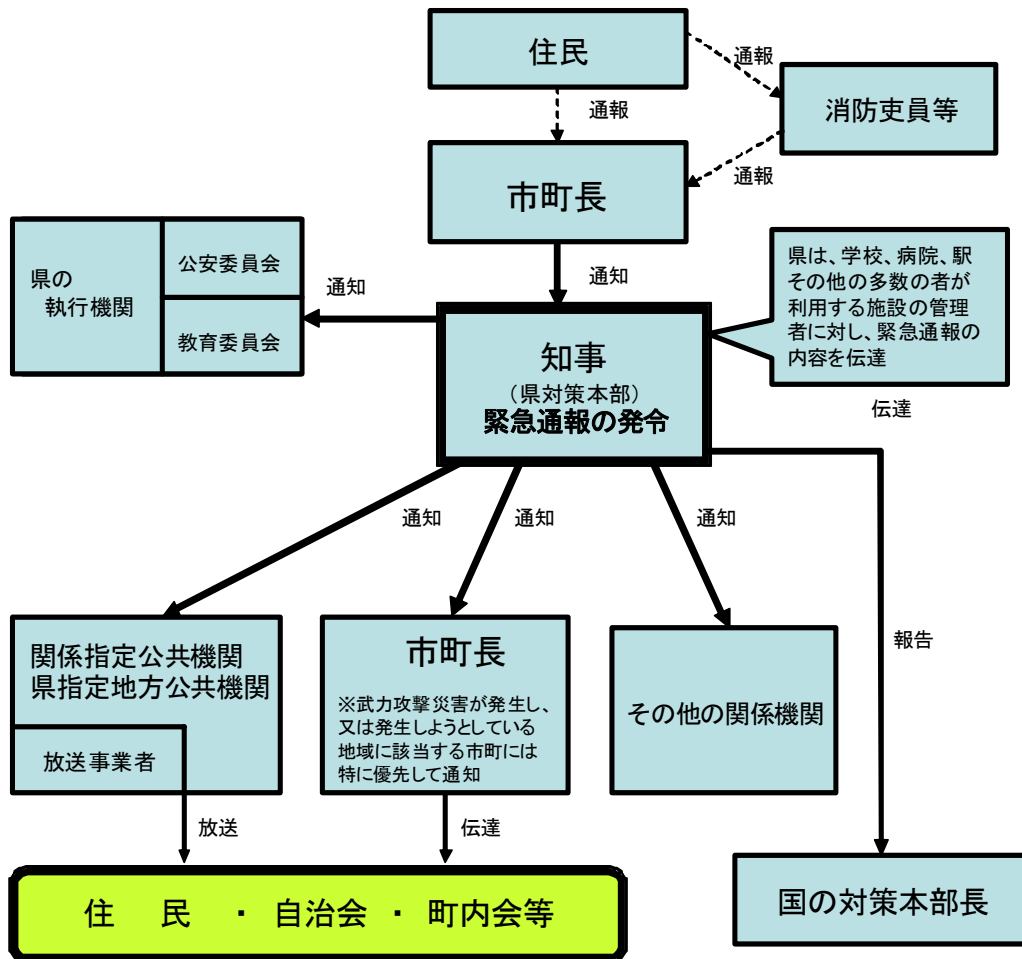 住民
通報
消防吏員等
通報
通報
市町長
県の
執行機関
公安委員会
教育委員会
通知
通知
県は、学校、病院、駅
その他の多数の者が
利用する施設の管理
者に対し、緊急通報の
内容を伝達
伝達
知事
（県対策本部）
緊急通報の発令
通知
通知
通知
関係指定公共機関
県指定地方公共機関
放送事業者
市町長
※武力攻撃災害が発生し、
又は発生しようとしている
地域に該当する市町には
特に優先して通知
その他の関係機関
報告
放送
伝達
住　民　・　自治会　・　町内会等
国の対策本部長